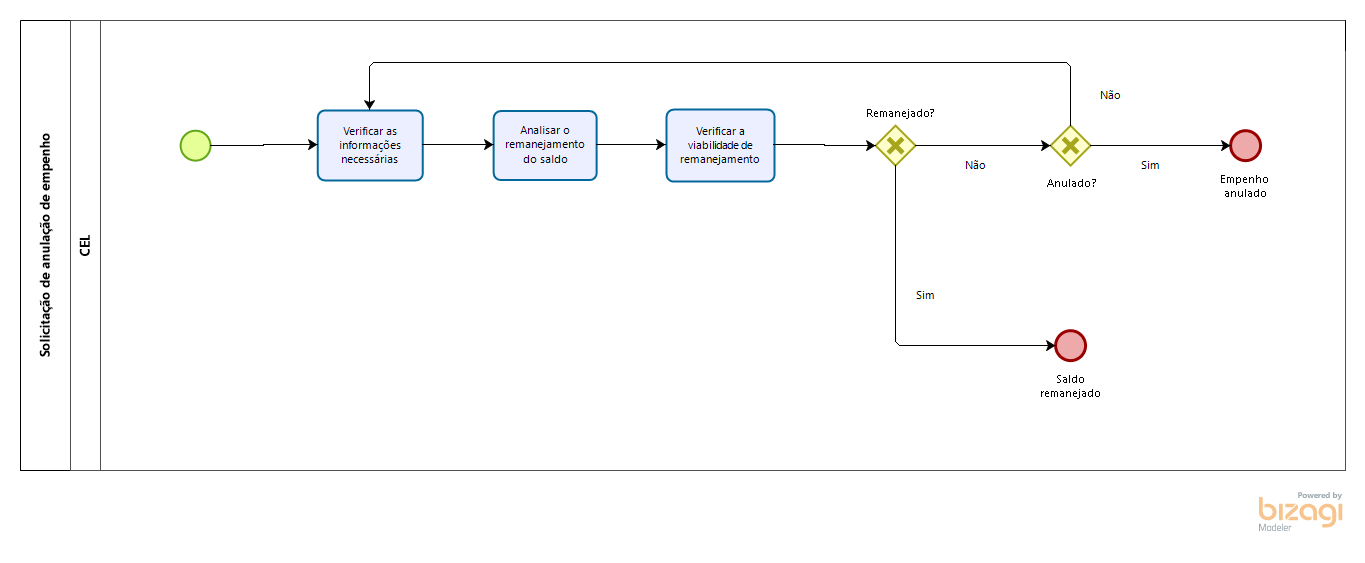 Solicitação de anulação de empenho
CEL
Verificar as
informações
necessárias
Analisar o
remanejamento
do saldo
Verificar a
viabilidade de
remanejamento
Remanejado?
Não
Sim
Anulado?
Não
Sim
Empenho
anulado
Saldo
remanejado
Powered by
bizagi
Modeler